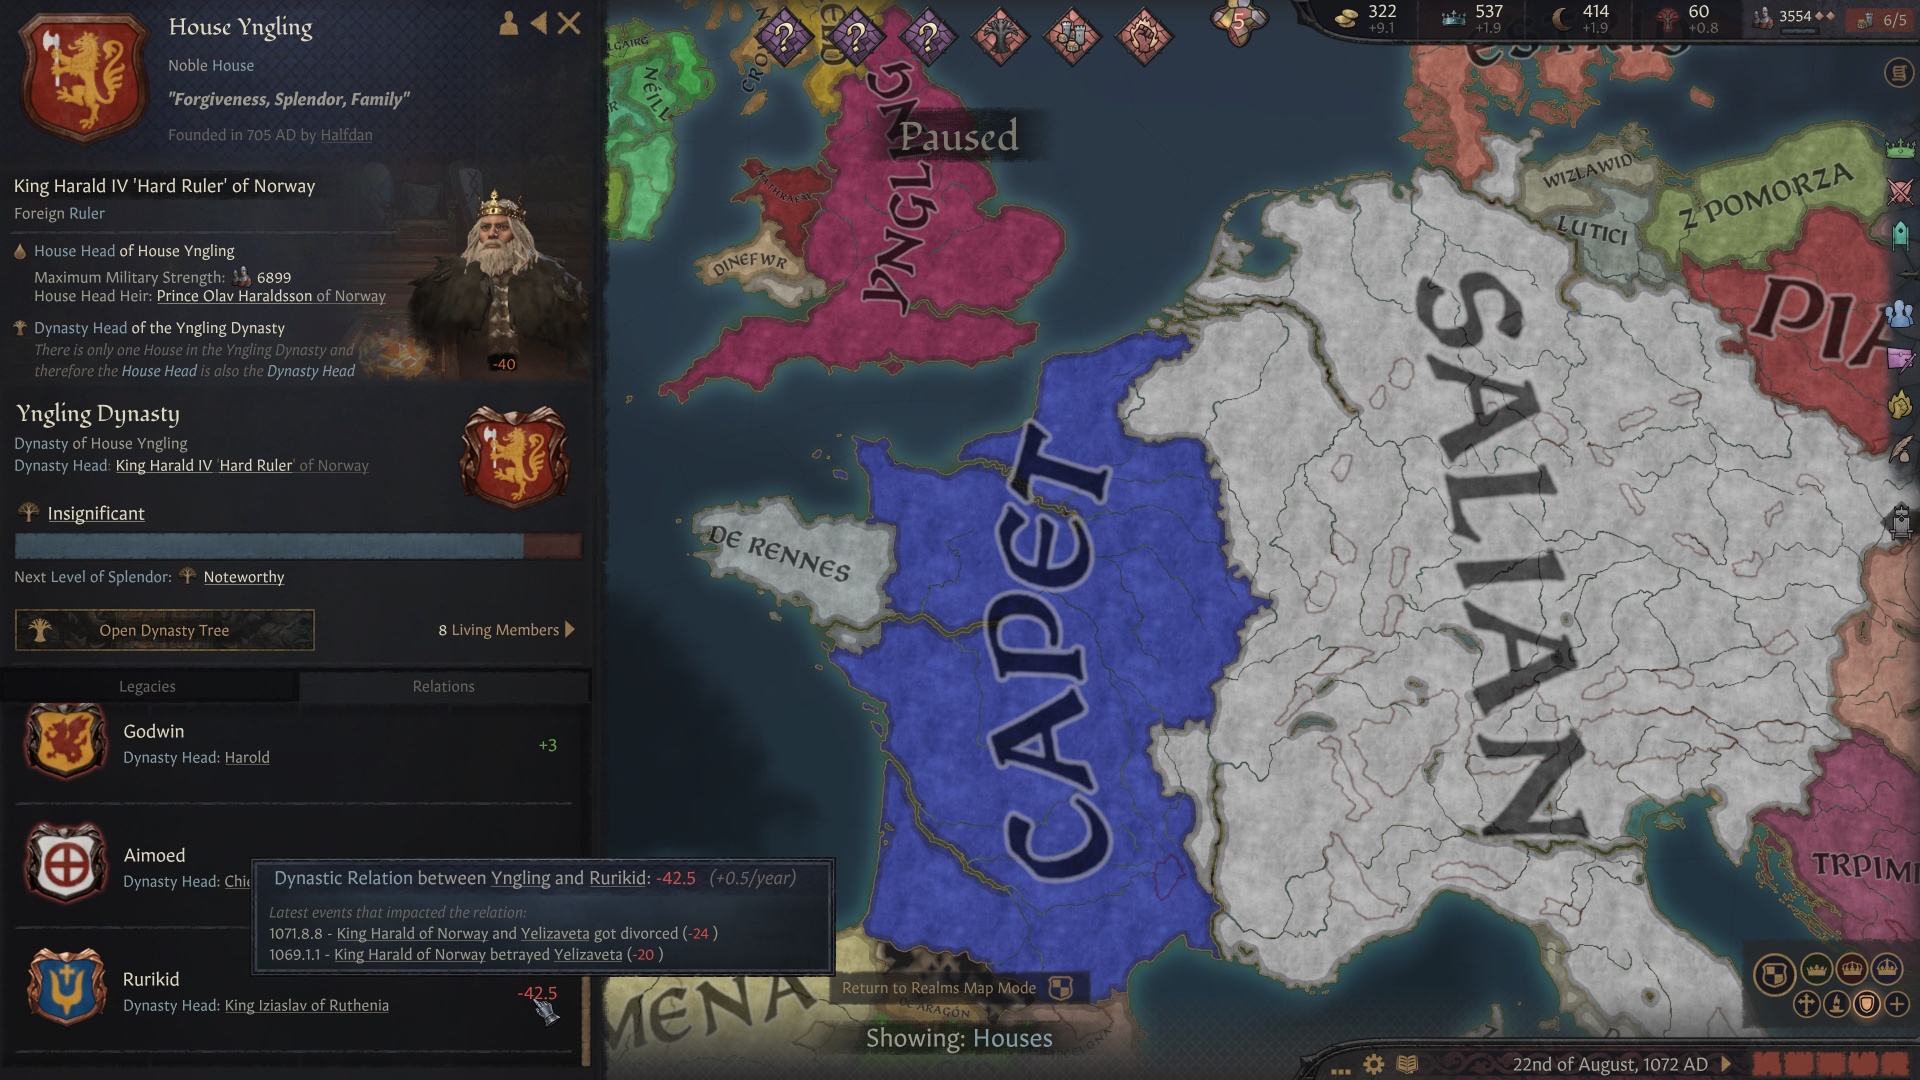 House Yngling
Noble House
"Forgiveness, Splendor, Family"
Founded in 705 AD by Halfdan
King Harald IV 'Hard Ruler' of Norway
Foreign Ruler
House Head of House Yngling
Maximum Military Strength: 6899
House Head Heir: Prince Olav Haraldsson of Norway
Dynasty Head of the Yngling Dynasty
There is only one House in the Yngling Dynasty and
therefore the House Head is also the Dynasty Head
-40
Yngling Dynasty
Dynasty of House Yngling
Dynasty Head: King Harald IV 'Hard Ruler' of Norway
Insignificant
Next Level of Splendor: Noteworthy
Open Dynasty Tree
8 Living Members
Legacies
Relations
Godwin
Dynasty Head: Harold
+3
Aimoed
Dynasty Head: Chie
Dynastic Relation between Yngling and Rurikid: -42.5 (+0.5/year)
Latest events that impacted the relation:
1071.8.8 - King Harald of Norway and Yelizaveta got divorced (-24 )
1069.1.1 - King Harald of Norway betrayed Yelizaveta (-20 )
Rurikid
Dynasty Head: King Iziaslav of Ruthenia
-42.5
? ? ?
5
322
+9.1
537
+1.9
414
+1.9
60
+0.8
3554
6/5
Paused
NÉILL
YNGLING
DINEFWR
DE RENNES
CAPET
SALIAN
WIZLAWID
LUTICI
Z POMORZA
PIA
TRPIMI
MENA
DE ARAGÓN
Return to Realms Map Mode
Showing: Houses
22nd of August, 1072 AD